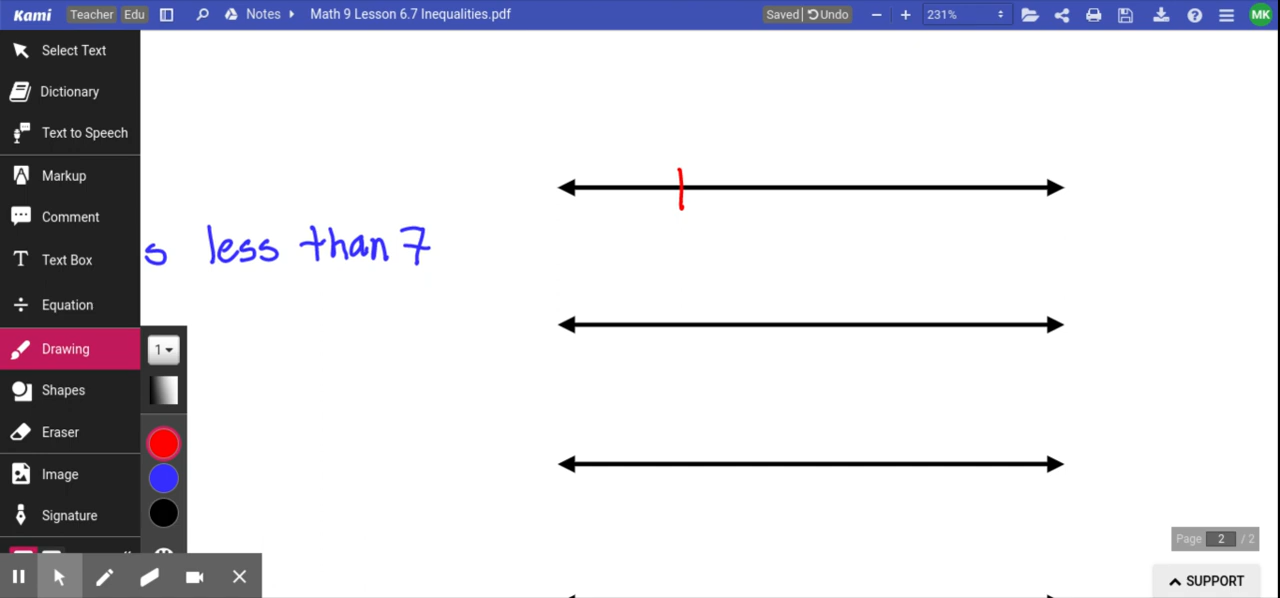 Kami Teacher Edu Notes Math 9 Lesson 6.7 Inequalities.pdf Saved Undo 231% MK
Select Text
Dictionary
Text to Speech
Markup
Comment
Text Box
Equation
Drawing
Shapes
Eraser
Image
Signature
1
s less than 7
Page 2 / 2
SUPPORT